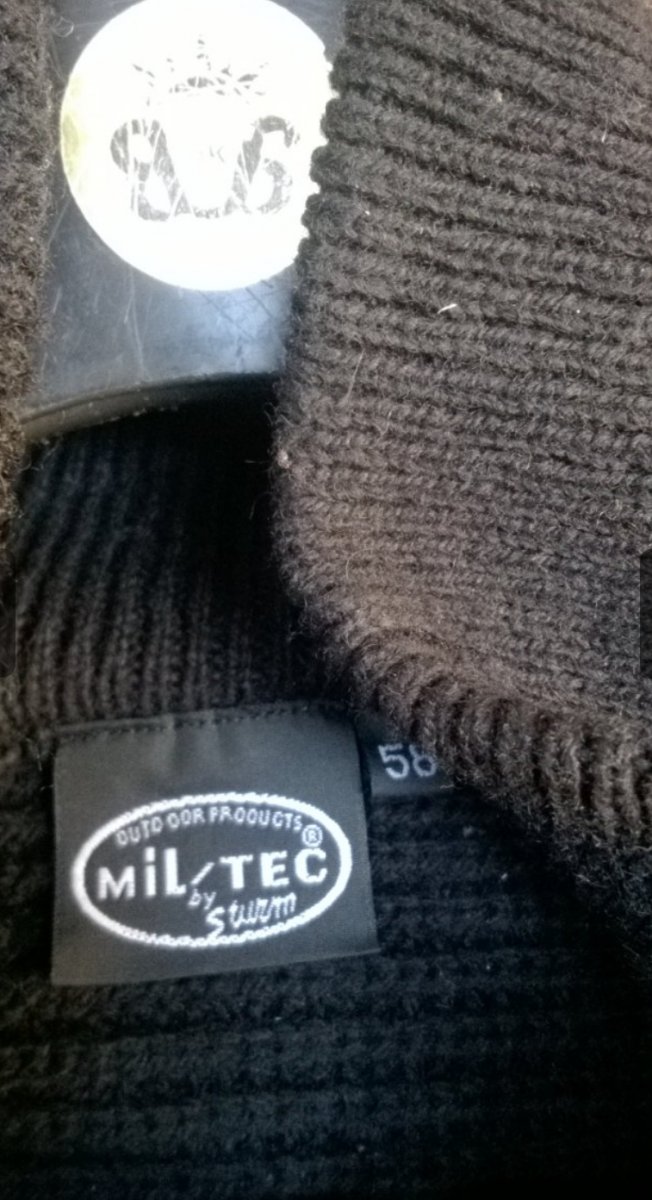 58
OUTDOOR PRODUCTS
MiL-TEC®
by
Sturm